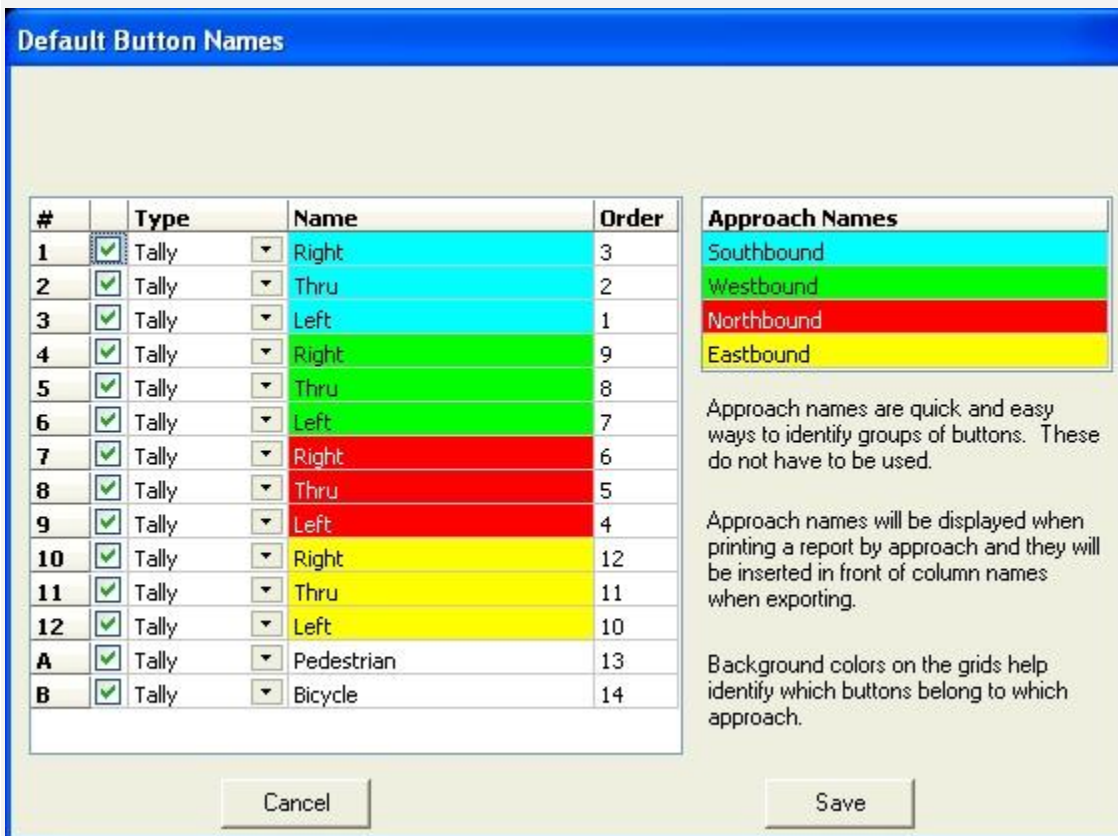 Default Button Names
# Type Name Order
1 Tally Right 3
2 Tally Thru 2
3 Tally Left 1
4 Tally Right 9
5 Tally Thru 8
6 Tally Left 7
7 Tally Right 6
8 Tally Thru 5
9 Tally Left 4
10 Tally Right 12
11 Tally Thru 11
12 Tally Left 10
A Tally Pedestrian 13
B Tally Bicycle 14
Approach Names
Southbound
Westbound
Northbound
Eastbound
Approach names are quick and easy
ways to identify groups of buttons. These
do not have to be used.
Approach names will be displayed when
printing a report by approach and they will
be inserted in front of column names
when exporting.
Background colors on the grids help
identify which buttons belong to which
approach.
Cancel
Save